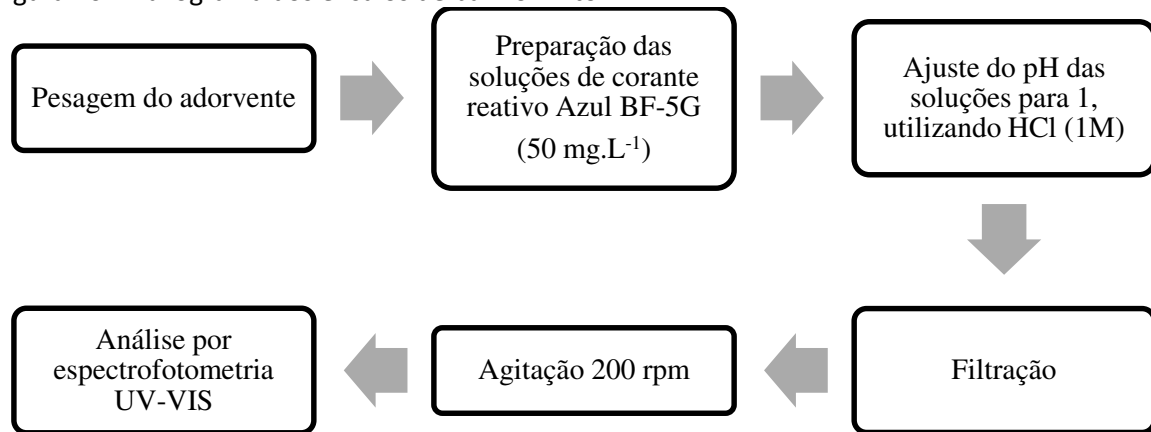 Pesagem do adorvente
Preparação das
soluções de corante
reativo Azul BF-5G
(50 mg.L-1)
Ajuste do pH das
soluções para 1,
utilizando HCl (1M)
Filtração
Agitação 200 rpm
Análise por
espectrofotometria
UV-VIS